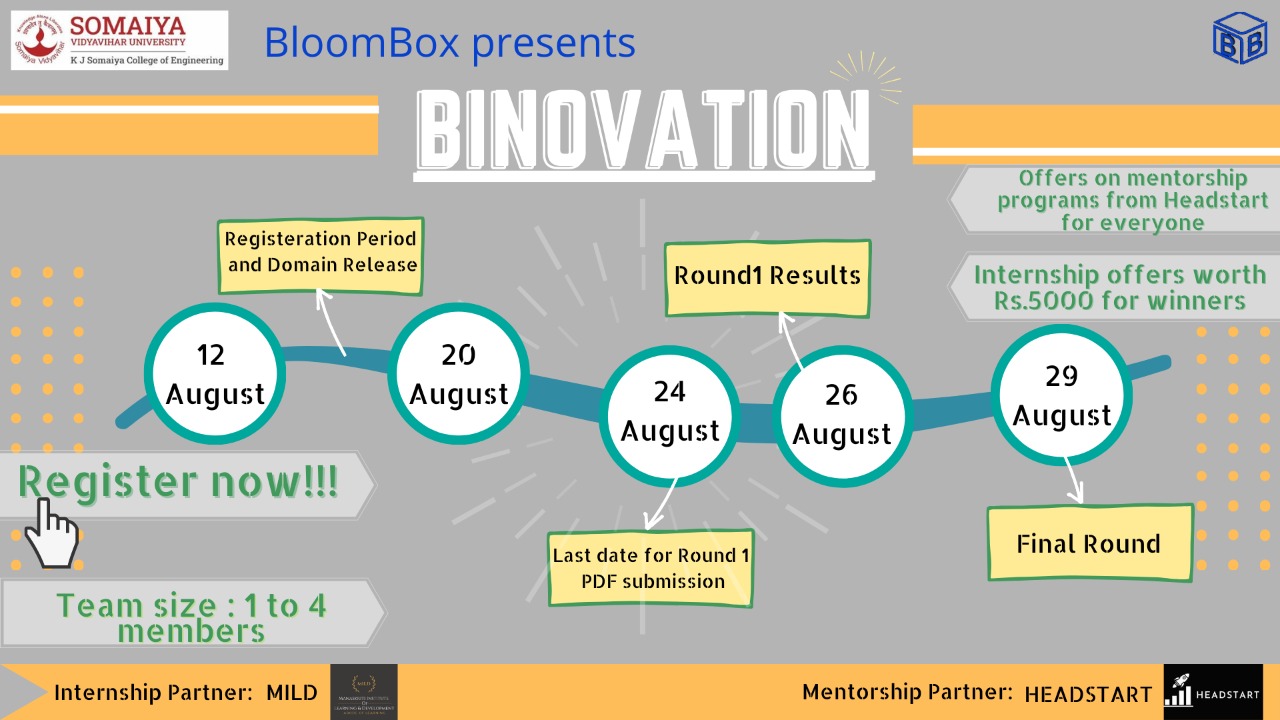 SOMAIYA
VIDYAVIHAR UNIVERSITY
K J Somaiya College of Engineering
Somaiya Vidyavihar
BloomBox presents
BB
BINOVATION
Offers on mentorship
programs from Headstart
for everyone
Internship offers worth
Rs.5000 for winners
Registeration Period
and Domain Release
Round1 Results
12
August
20
August
24
August
26
August
29
August
Register now!!!
Last date for Round 1
PDF submission
Final Round
Team size : 1 to 4
members
Internship Partner: MILD
MILD
Mentorship Partner: HEADSTART
HEADSTART